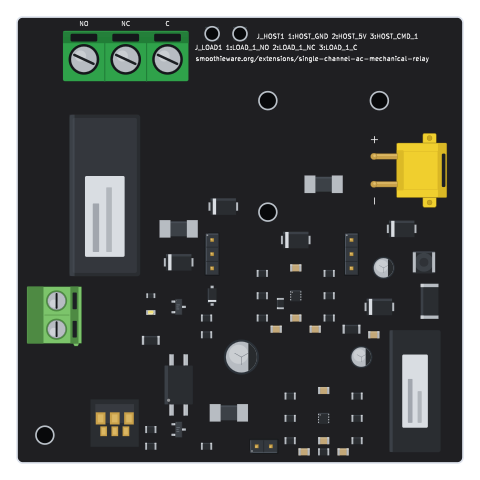 NO NC C
J_HOST1 1:HOST_GND 2:HOST_5V 3:HOST_CMD_1
J_LOAD1 1:LOAD_1_NO 2:LOAD_1_NC 3:LOAD_1_C
smoothieware.org/extensions/single-channel-ac-mechanical-relay
+
–